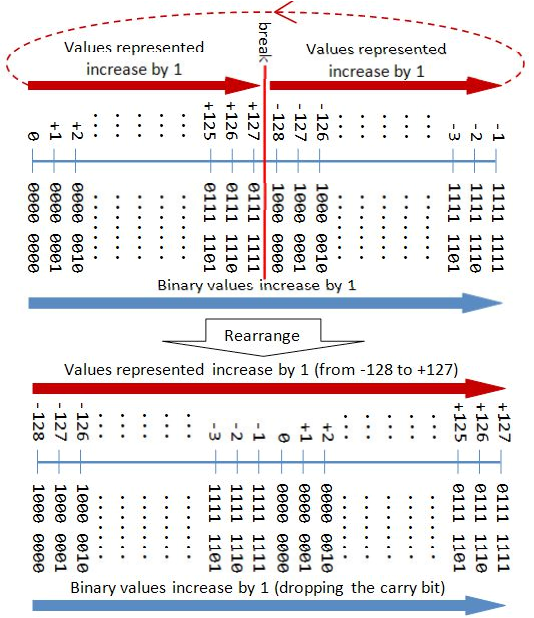 break
Values represented
increase by 1
Values represented
increase by 1
0 +1 +2 ...... +125 +126 +127 -128 -127 -126 ...... -3 -2 -1
0000 0000 0000 0001 0000 0010 ...... 0111 1101 0111 1110 0111 1111 1000 0000 1000 0001 1000 0010 ...... 1111 1101 1111 1110 1111 1111
Binary values increase by 1
Rearrange
Values represented increase by 1 (from -128 to +127)
-128 -127 -126 ...... -3 -2 -1 0 +1 +2 ...... +125 +126 +127
1000 0000 1000 0001 1000 0010 ...... 1111 1101 1111 1110 1111 1111 0000 0000 0000 0001 0000 0010 ...... 0111 1101 0111 1110 0111 1111
Binary values increase by 1 (dropping the carry bit)